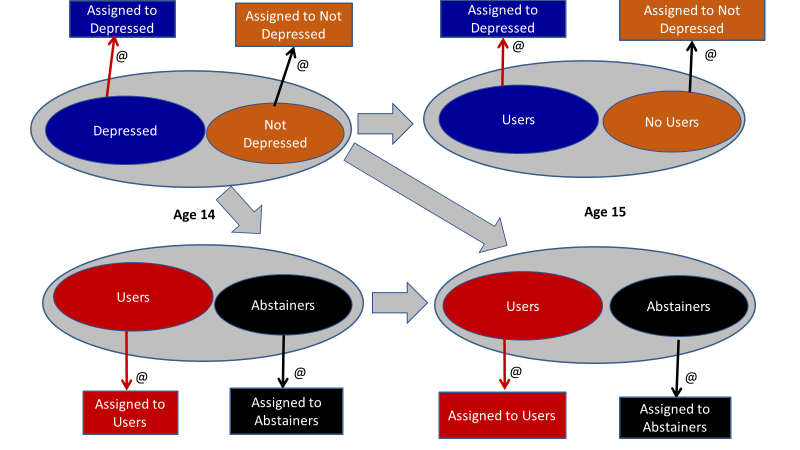 Assigned to
Depressed
Assigned to Not
Depressed
Assigned to
Depressed
Assigned to Not
Depressed
@
@
@
@
Depressed
Not
Depressed
Users
No Users
Age 14
Age 15
Users
Abstainers
Users
Abstainers
@
@
@
@
Assigned to
Users
Assigned to
Abstainers
Assigned to Users
Assigned to
Abstainers